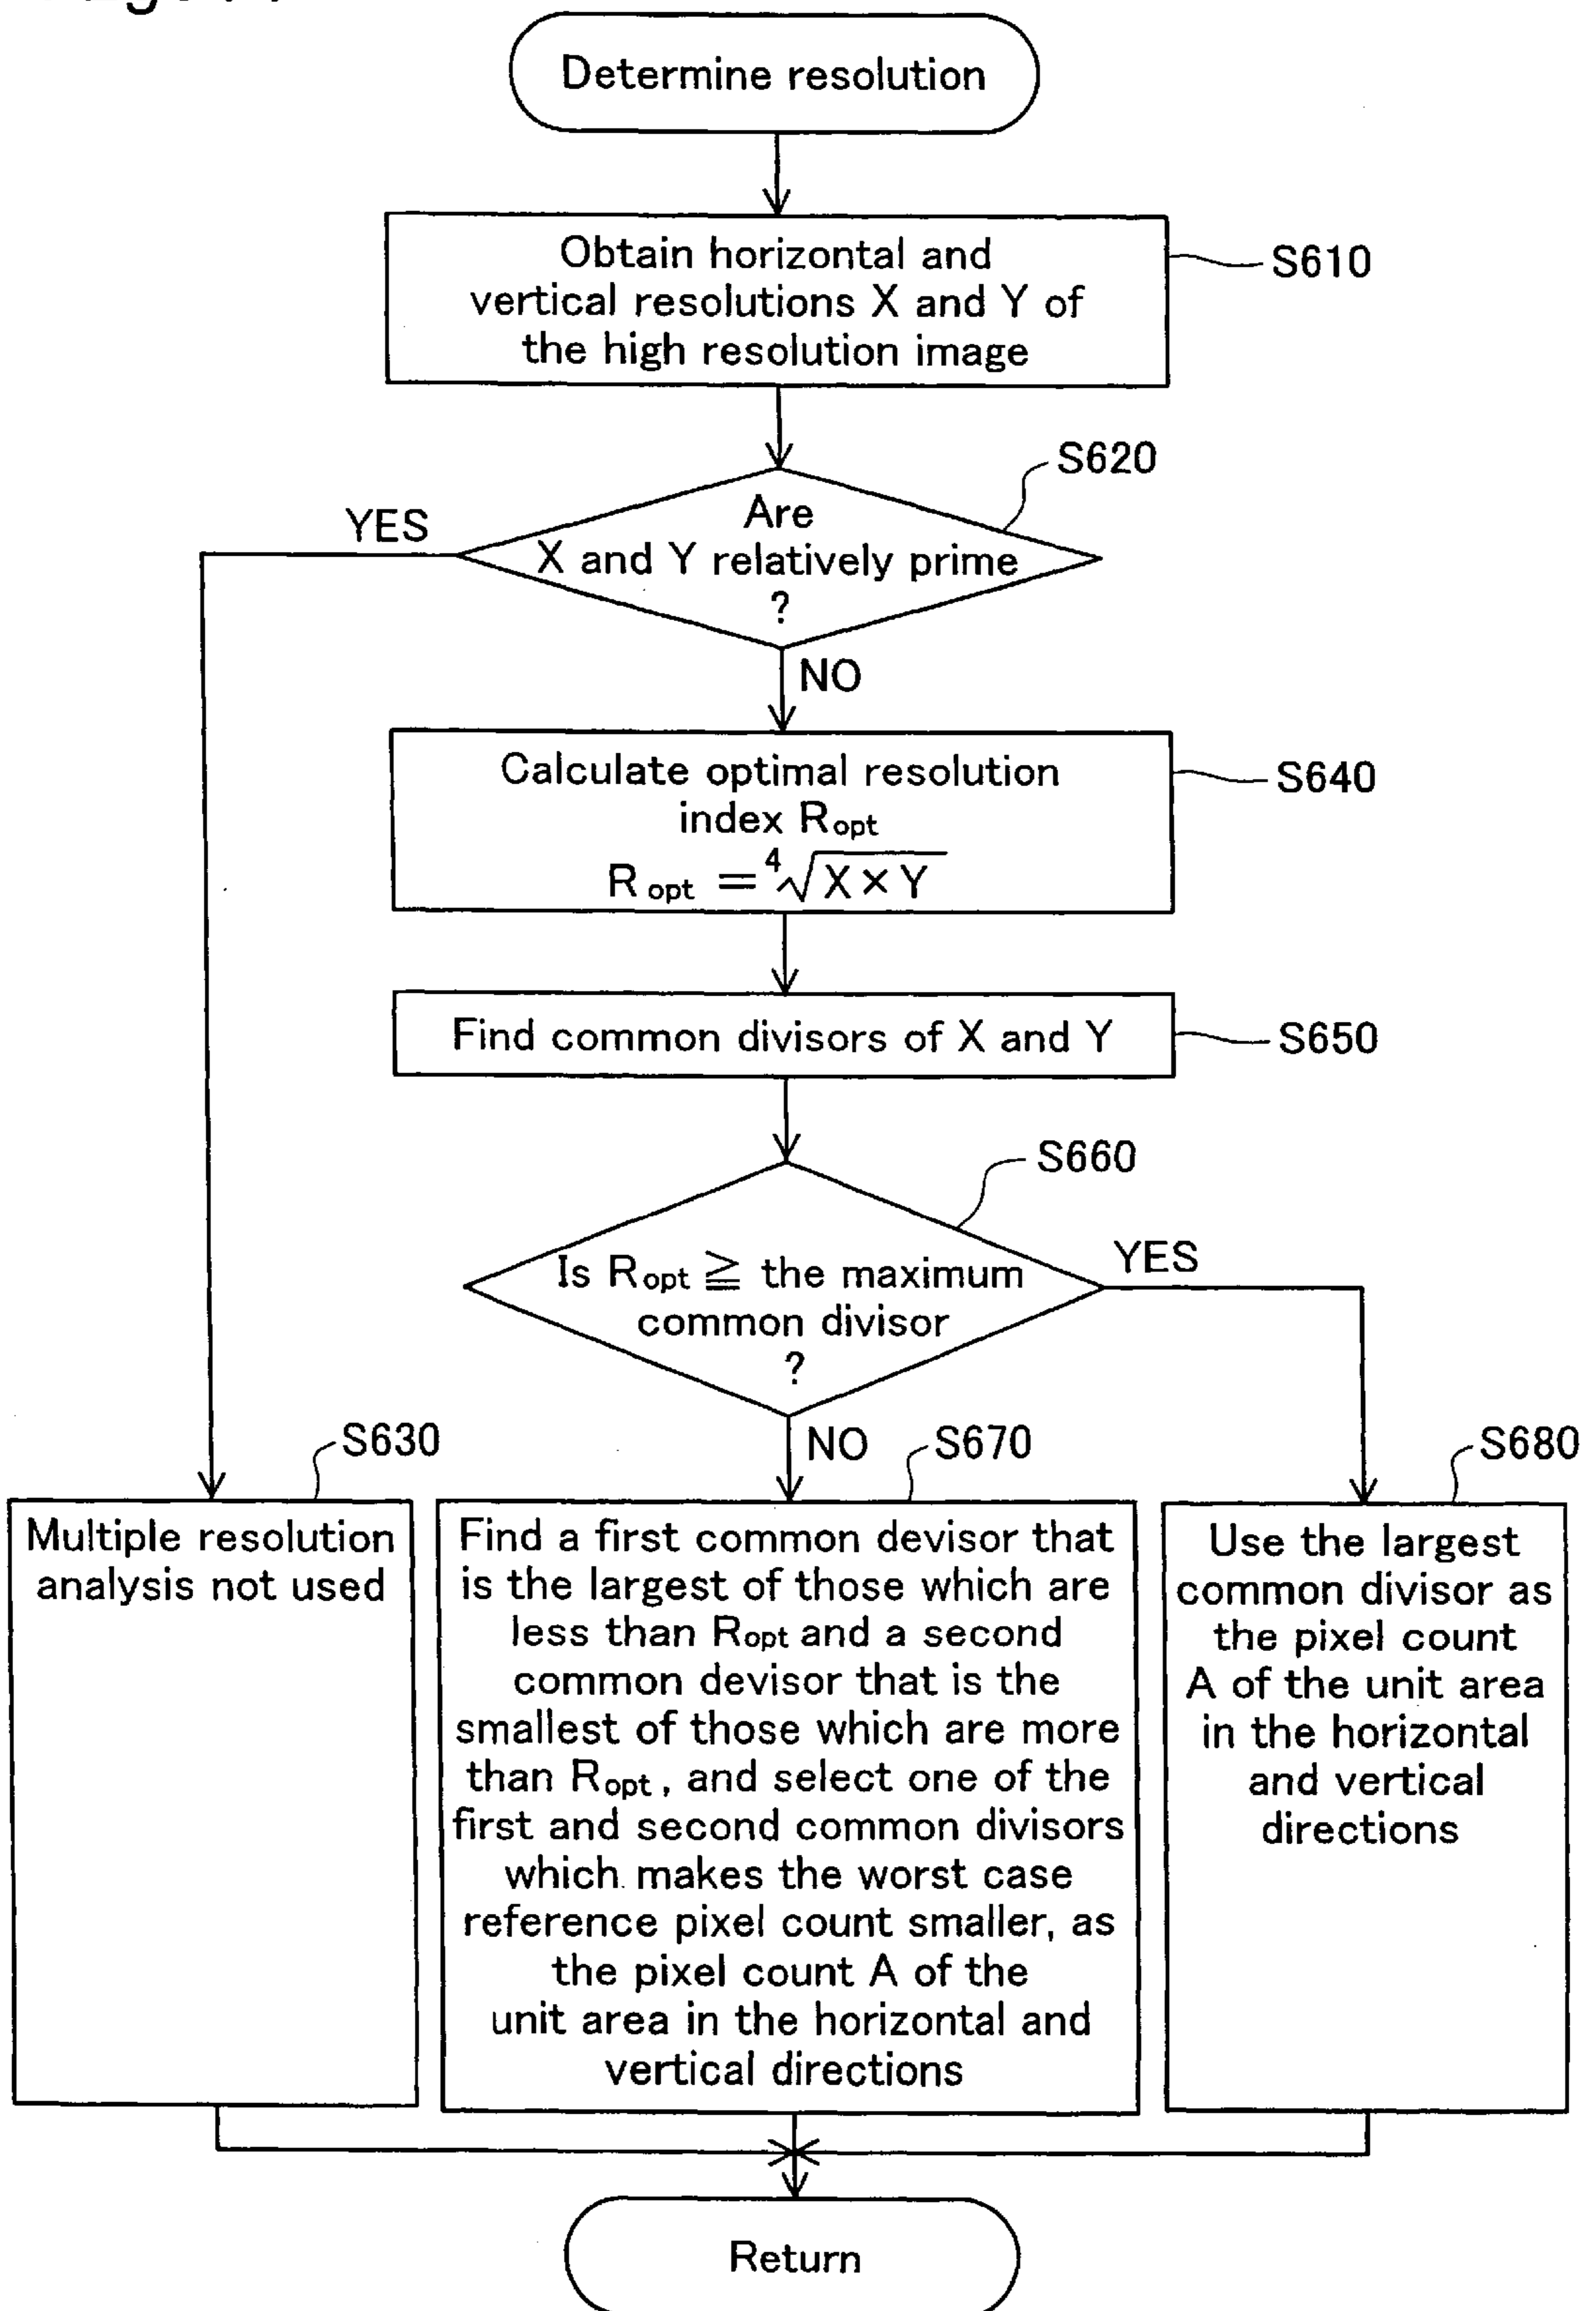 Determine resolution
Obtain horizontal and
vertical resolutions X and Y of
the high resolution image
S610
S620
Are
X and Y relatively prime
?
YES
NO
Calculate optimal resolution
index Ropt
Ropt = ⁴√X×Y
S640
Find common divisors of X and Y
S650
S660
Is Ropt ≧ the maximum
common divisor
?
YES
NO
S630
Multiple resolution
analysis not used
S670
Find a first common devisor that
is the largest of those which are
less than Ropt and a second
common devisor that is the
smallest of those which are more
than Ropt, and select one of the
first and second common divisors
which makes the worst case
reference pixel count smaller, as
the pixel count A of the
unit area in the horizontal and
vertical directions
S680
Use the largest
common divisor as
the pixel count
A of the unit area
in the horizontal
and vertical
directions
Return